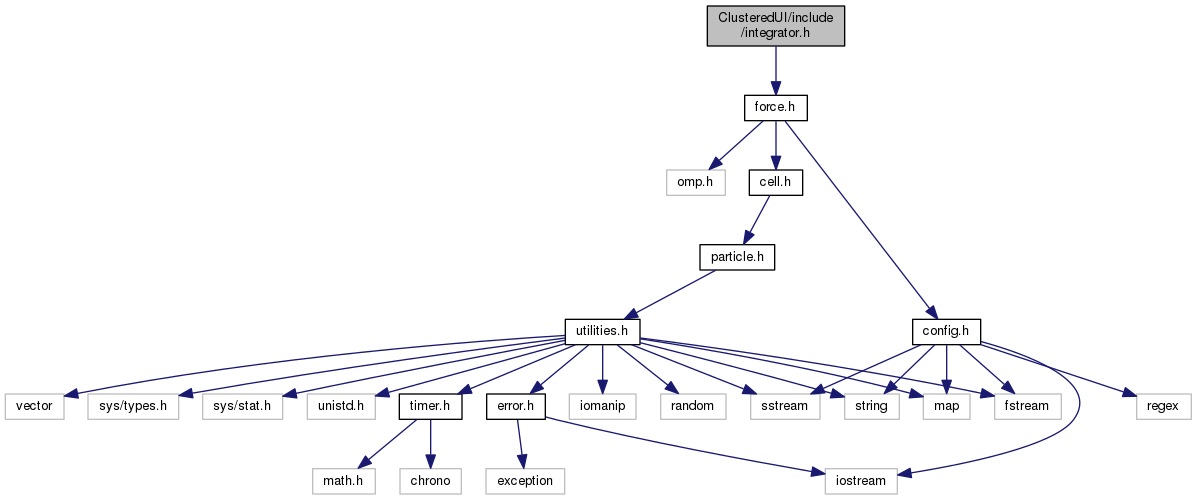 ClusteredUI/include
/integrator.h
force.h
omp.h
cell.h
particle.h
utilities.h
config.h
vector
sys/types.h
sys/stat.h
unistd.h
timer.h
error.h
iomanip
random
sstream
string
map
fstream
regex
math.h
chrono
exception
iostream